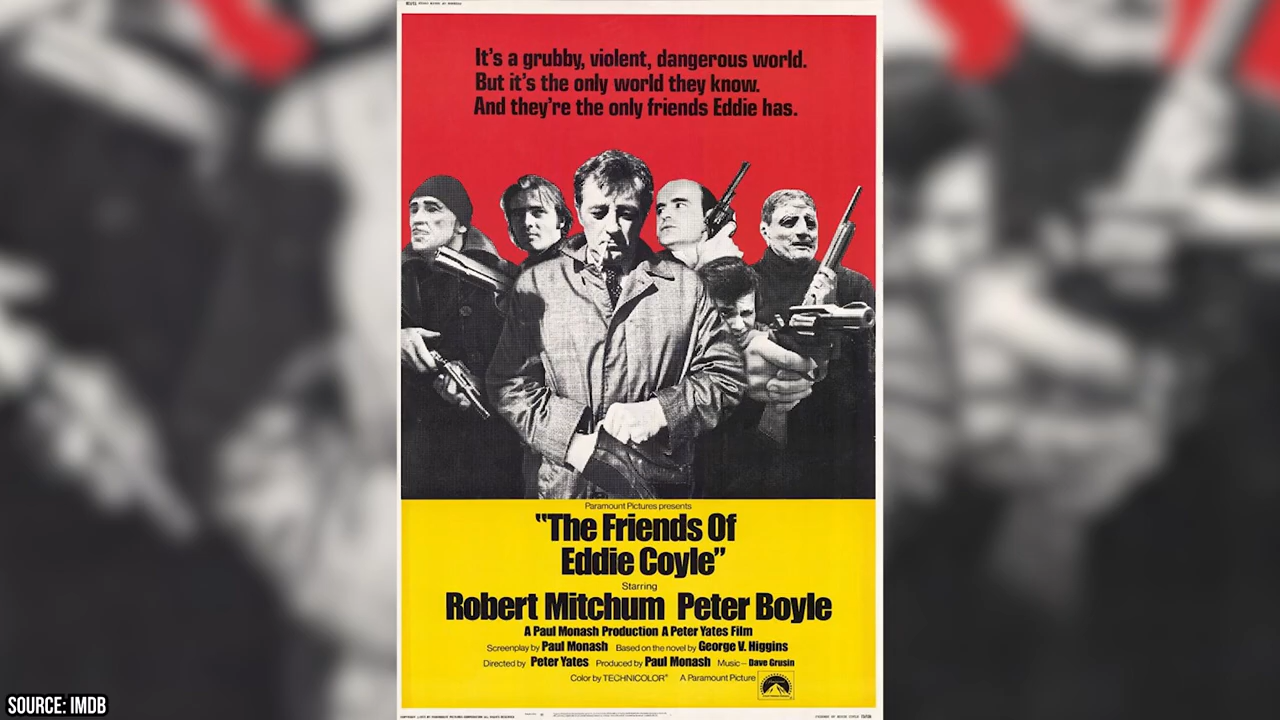 It's a grubby, violent, dangerous world.
But it's the only world they know.
And they're the only friends Eddie has.
Paramount Pictures presents
"The Friends Of
Eddie Coyle"
Starring
Robert Mitchum Peter Boyle
A Paul Monash Production A Peter Yates Film
Screenplay by Paul Monash Based on the novel by George V. Higgins
Directed by Peter Yates Produced by Paul Monash Music—Dave Grusin
Color by TECHNICOLOR® A Paramount Picture
SOURCE: IMDB